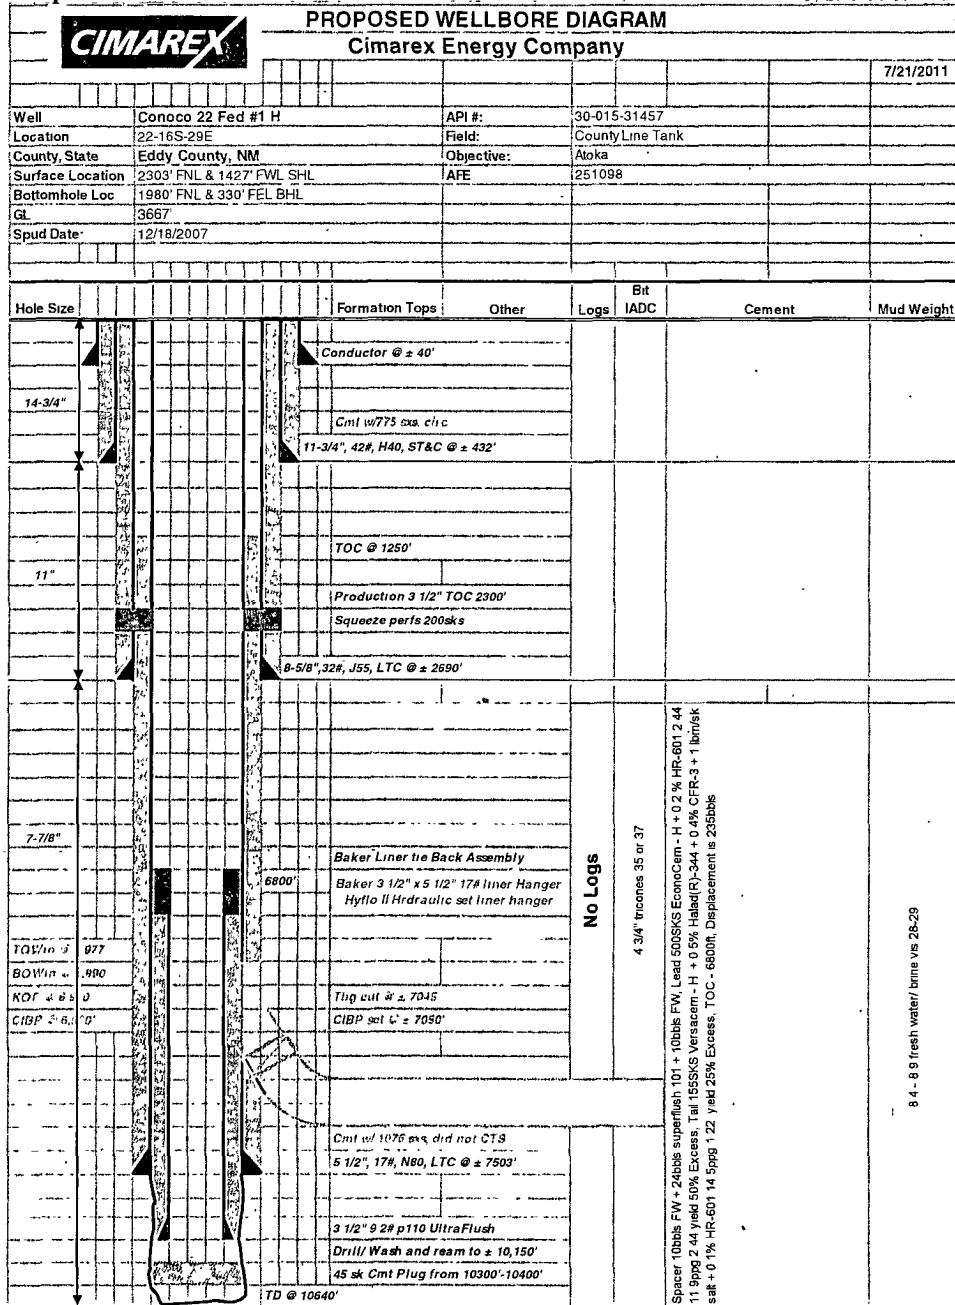 PROPOSED WELLBORE DIAGRAM
CIMAREX
Cimarex Energy Company
7/21/2011
Well Conoco 22 Fed #1 H API #: 30-015-31457
Location 22-16S-29E Field: County Line Tank
County, State Eddy County, NM Objective: Atoka
Surface Location 2303' FNL & 1427' FWL SHL AFE 251098
Bottomhole Loc 1980' FNL & 330' FEL BHL
GL 3667'
Spud Date 12/18/2007
Hole Size Formation Tops Other Logs Bit IADC Cement Mud Weight
Conductor @ ± 40'
14-3/4"
Cmt w/775 sxs, circ
11-3/4", 42#, H40, ST&C @ ± 432'
TOC @ 1250'
11"
Production 3 1/2" TOC 2300'
Squeeze perfs 200sks
8-5/8",32#, J55, LTC @ ± 2690'
7-7/8"
Baker Liner tie Back Assembly
6800' Baker 3 1/2" x 5 1/2" 17# liner Hanger
Hyflo II Hrdraulic set liner hanger
No Logs
4 3/4" tricones 35 or 37
Spacer 10bbls FW + 24bbls superflush 101 + 10bbls FW, Lead 500SKS EconoCem - H + 0 2 % HR-601 2 44
11 9ppg 2 44 yield 50% Excess, Tail 155SKS Versacem - H + 0 5% Halad(R)-344 + 0 4% CFR-3 + 1 lbm/sk
salt + 0 1% HR-601 14 5ppg 1 22 yield 25% Excess, TOC - 6800ft, Displacement is 235bbls
8 4 - 8 9 fresh water/ brine vis 28-29
TOWin 977
BOWin .990
KOP
CIBP
Tbg cut @ ± 7045
CIBP set @ ± 7050'
Cmt w/ 1076 sxs, did not CTS
5 1/2", 17#, N80, LTC @ ± 7503'
3 1/2" 9 2# p110 UltraFlush
Drill/ Wash and ream to ± 10,150'
45 sk Cmt Plug from 10300'-10400'
TD @ 10640'